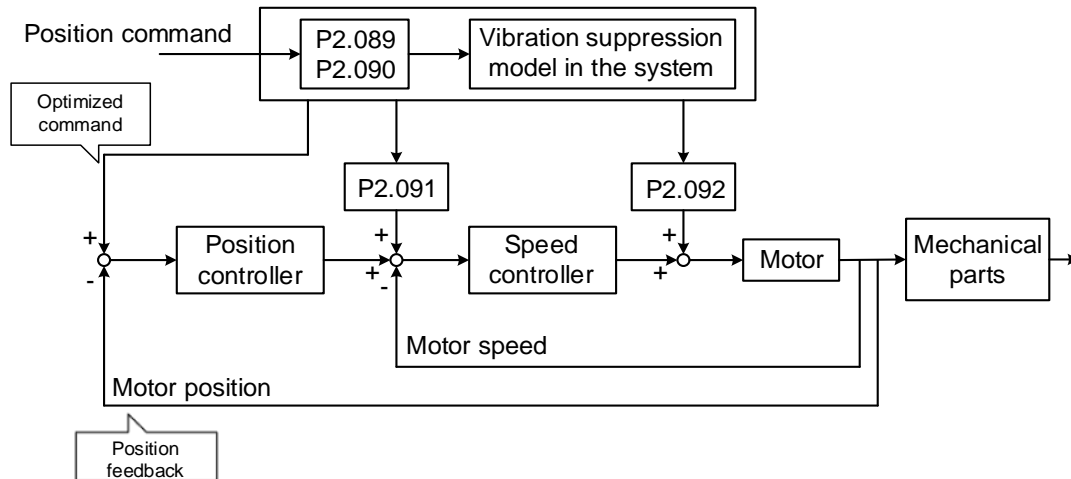 Position command
P2.089
P2.090
Vibration suppression
model in the system
Optimized
command
P2.091
P2.092
+
-
Position
controller
+
+
-
Speed
controller
+
+
Motor
Mechanical
parts
Motor speed
Motor position
Position
feedback